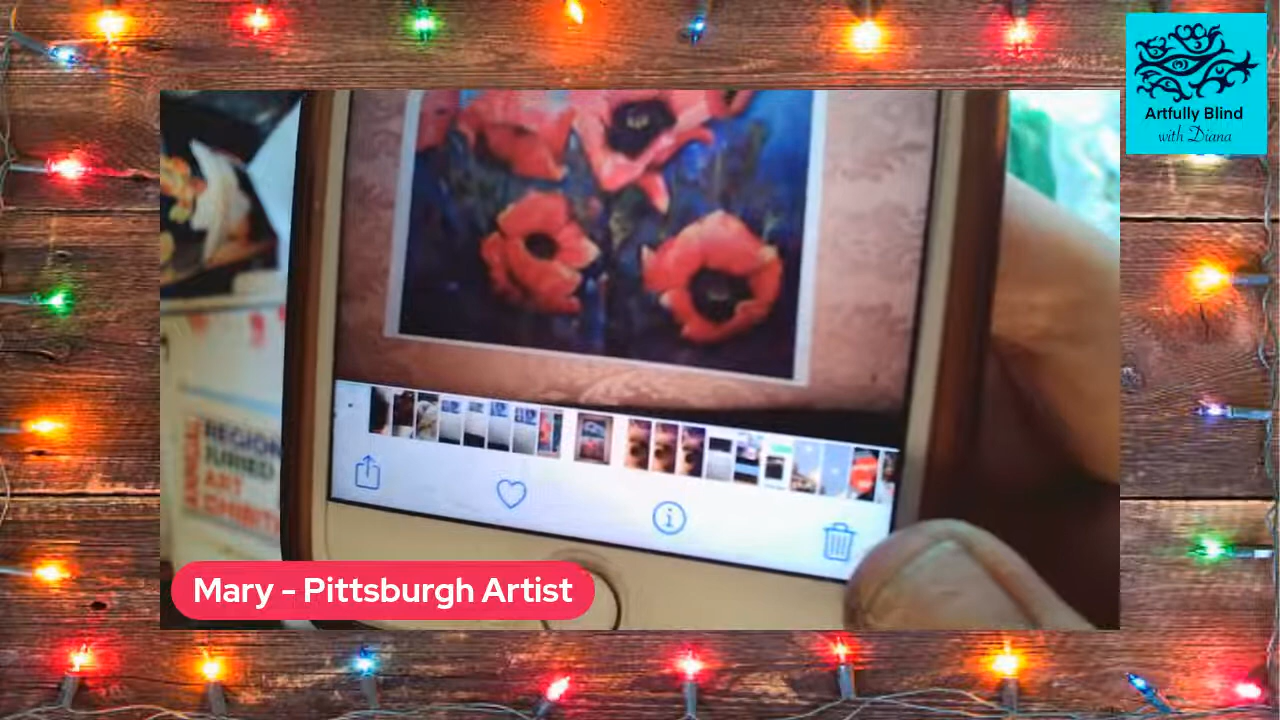 Artfully Blind
with Diana
REGION
JURIED
ART
Mary - Pittsburgh Artist